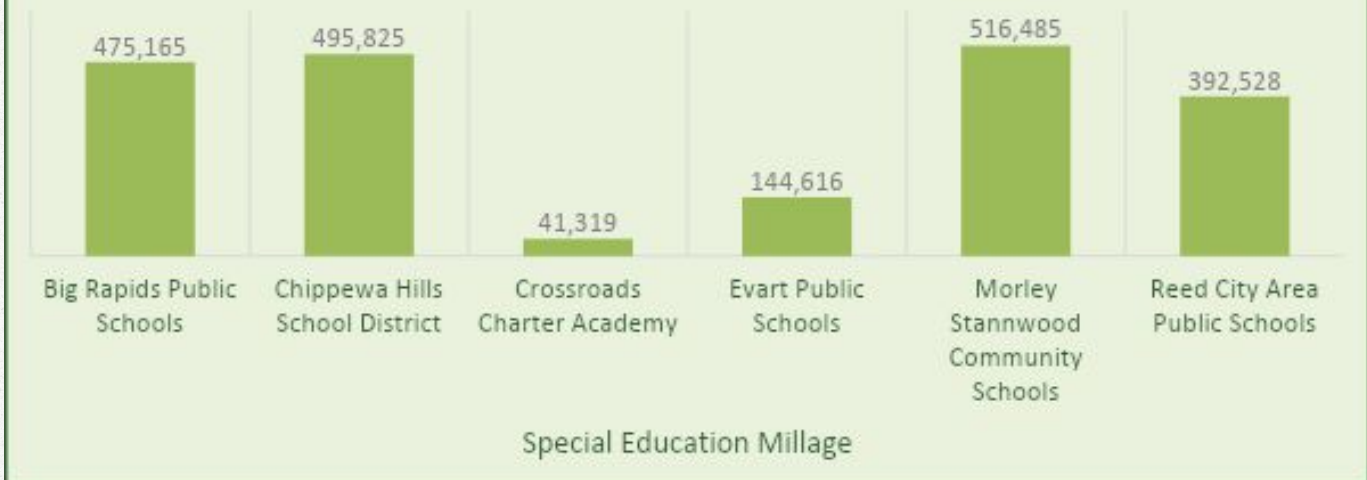 475,165
495,825
41,319
144,616
516,485
392,528
Big Rapids Public
Schools
Chippewa Hills
School District
Crossroads
Charter Academy
Evart Public
Schools
Morley
Stannwood
Community
Schools
Reed City Area
Public Schools
Special Education Millage